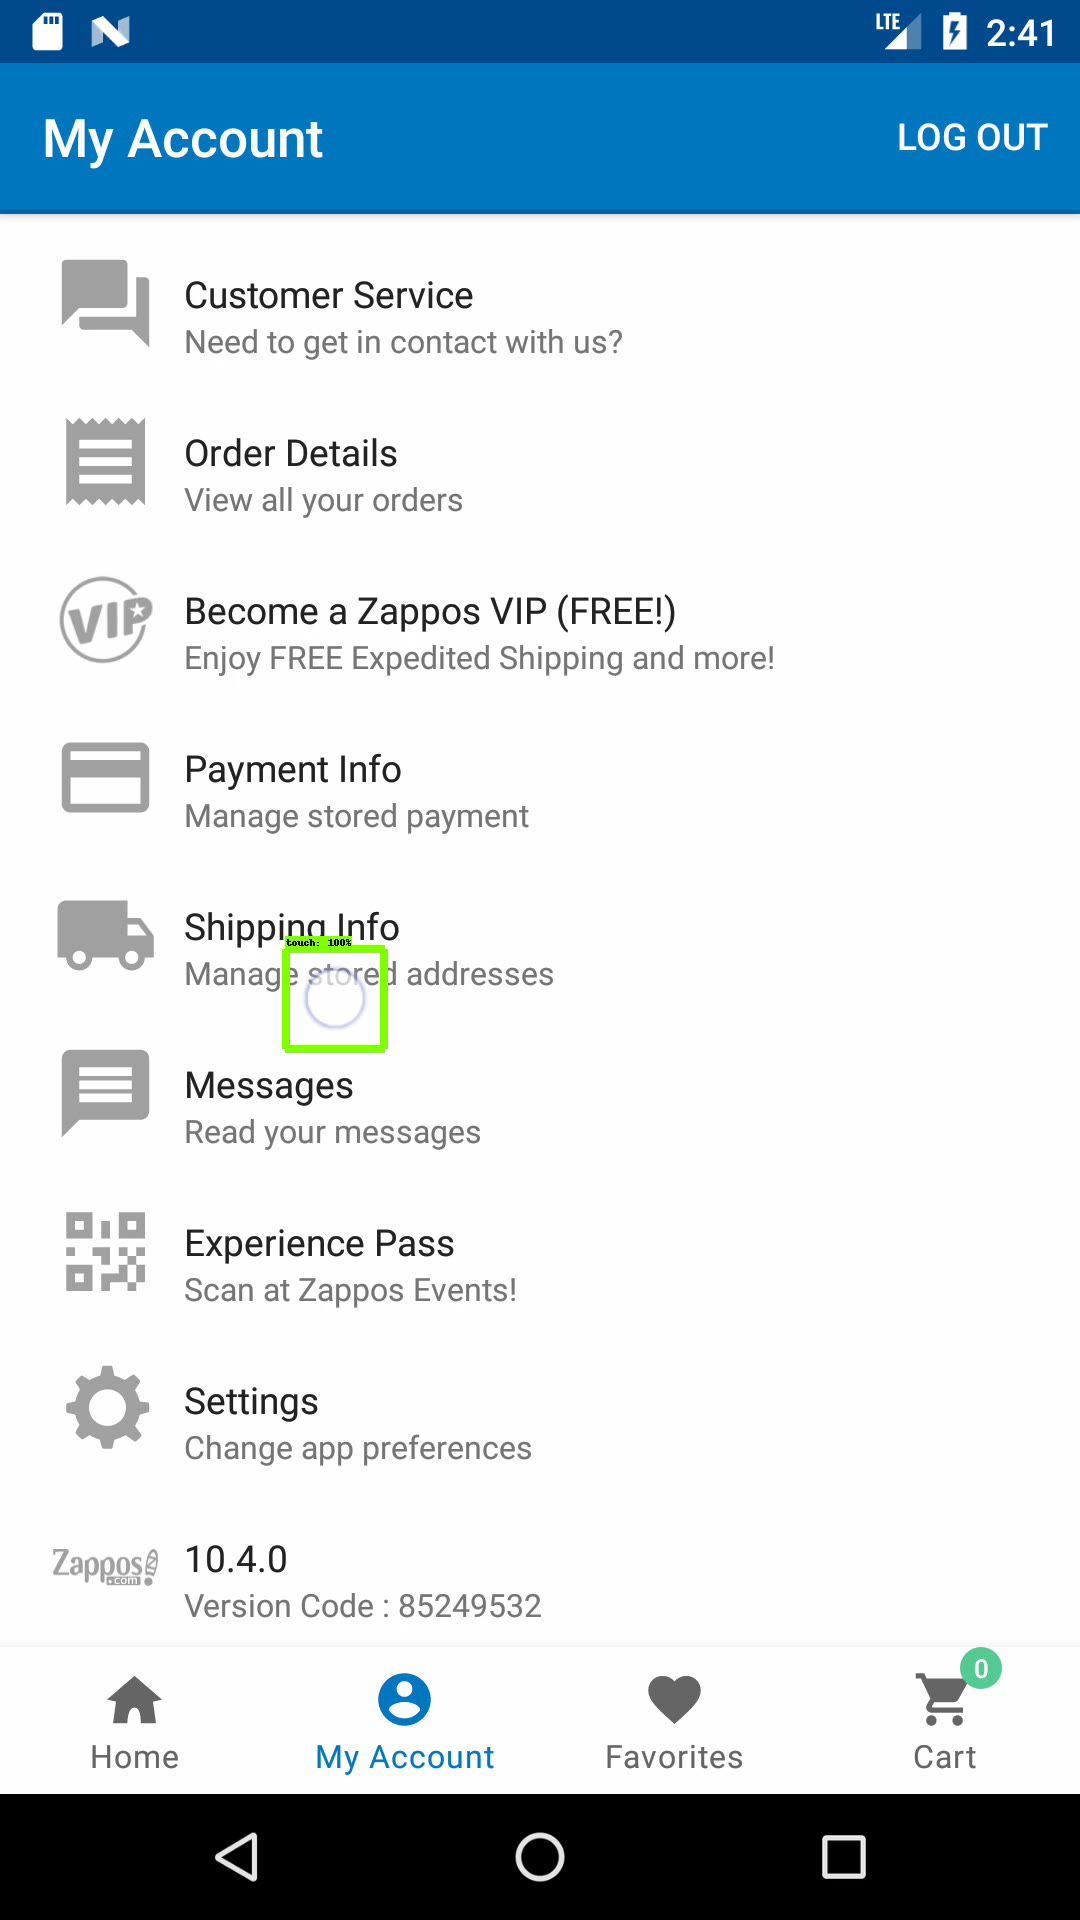 LTE 2:41
My Account LOG OUT
Customer Service
Need to get in contact with us?
Order Details
View all your orders
VIP
Become a Zappos VIP (FREE!)
Enjoy FREE Expedited Shipping and more!
Payment Info
Manage stored payment
Shipping Info
touch: 100%
Manage stored addresses
Messages
Read your messages
Experience Pass
Scan at Zappos Events!
Settings
Change app preferences
Zappos!
.com
10.4.0
Version Code : 85249532
0
Home My Account Favorites Cart